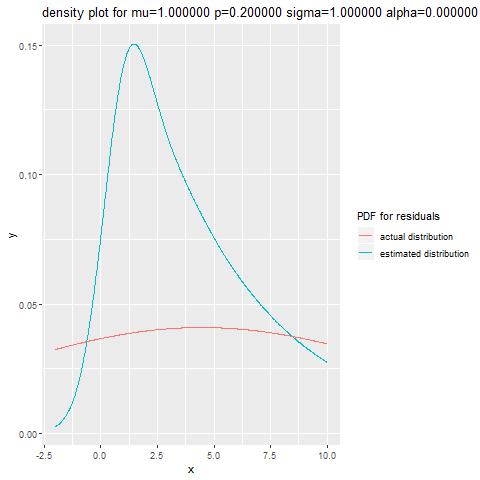 density plot for mu=1.000000 p=0.200000 sigma=1.000000 alpha=0.000000
0.15
0.10
y
0.05
0.00
-2.5 0.0 2.5 5.0 7.5 10.0
x
PDF for residuals
actual distribution
estimated distribution